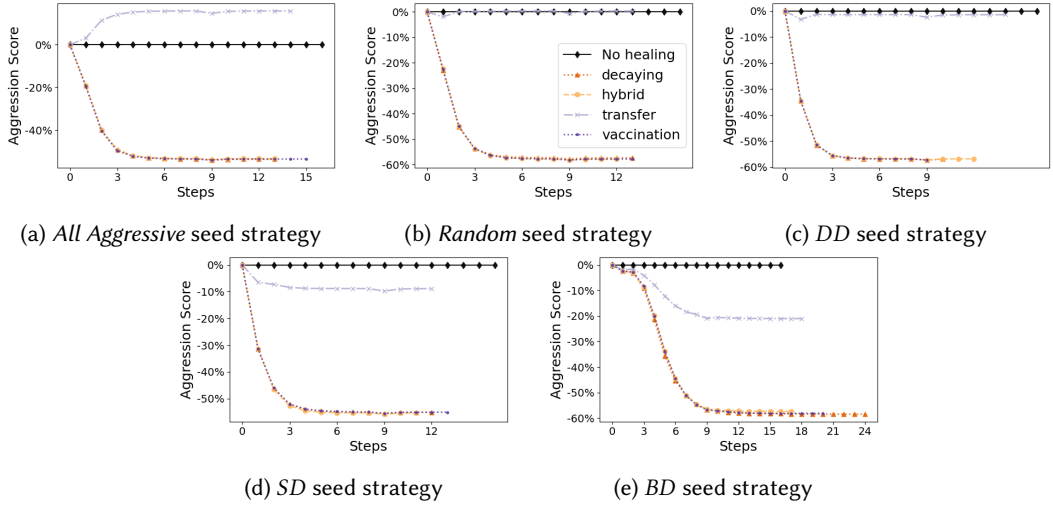 0%
-20%
-40%
0 3 6 9 12 15
Steps
Aggression Score
(a) All Aggressive seed strategy
0%
-10%
-20%
-30%
-40%
-50%
-60%
0 3 6 9 12
Steps
Aggression Score
No healing
decaying
hybrid
transfer
vaccination
(b) Random seed strategy
0%
-10%
-20%
-30%
-40%
-50%
-60%
0 3 6 9
Steps
Aggression Score
(c) DD seed strategy
0%
-10%
-20%
-30%
-40%
-50%
0 3 6 9 12
Steps
Aggression Score
(d) SD seed strategy
0%
-10%
-20%
-30%
-40%
-50%
-60%
0 3 6 9 12 15 18 21 24
Steps
Aggression Score
(e) BD seed strategy